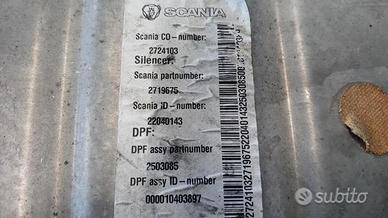 SCANIA
Scania CO-number:
2724103
Silencer:
Scania partnumber:
2719675
Scania ID-number:
22040143
DPF:
DPF assy partnumber
2503085
DPF assy ID-number
000010403897
subito